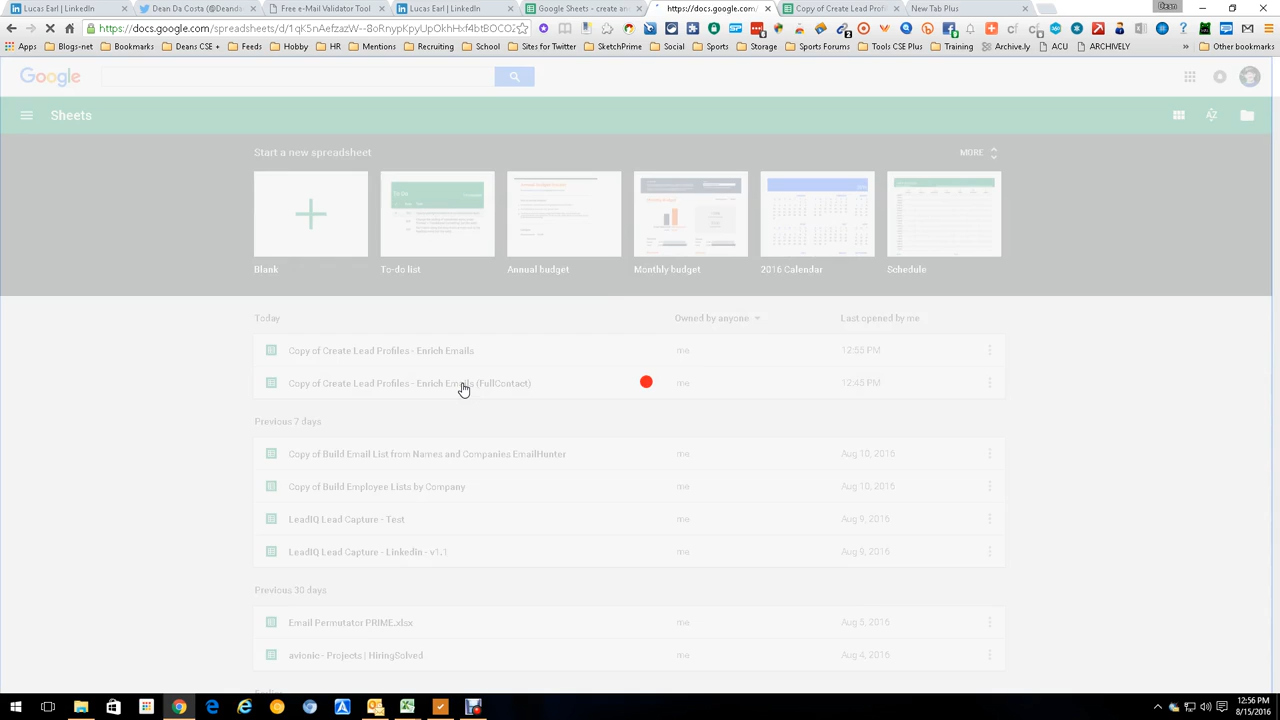 Lucas Earl | LinkedIn
Dean Da Costa (@Deanda
Free e-Mail Validator Tool
Lucas Earl | LinkedIn
Google Sheets - create an
https://docs.google.com/
Copy of Create Lead Profi
New Tab Plus
Dean
Apps
Blogs-net
Bookmarks
Deans CSE +
Feeds
Hobby
HR
Mentions
Recruiting
School
Sites for Twitter
SketchPrime
Social
Sports
Storage
Sports Forums
Tools CSE Plus
Training
Archive.ly
ACU
ARCHIVELY
Other bookmarks
Google
Sheets
Start a new spreadsheet
MORE
Blank
To-do list
Annual budget
Monthly budget
2016 Calendar
Schedule
Today
Owned by anyone
Last opened by me
Copy of Create Lead Profiles - Enrich Emails
me
12:55 PM
Copy of Create Lead Profiles - Enrich Emails (FullContact)
me
12:45 PM
Previous 7 days
Copy of Build Email List from Names and Companies EmailHunter
me
Aug 10, 2016
Copy of Build Employee Lists by Company
me
Aug 10, 2016
LeadIQ Lead Capture - Test
me
Aug 9, 2016
LeadIQ Lead Capture - Linkedin - v1.1
me
Aug 9, 2016
Previous 30 days
Email Permutator PRIME.xlsx
me
Aug 5, 2016
avionic - Projects | HiringSolved
me
Aug 4, 2016
12:56 PM
8/15/2016